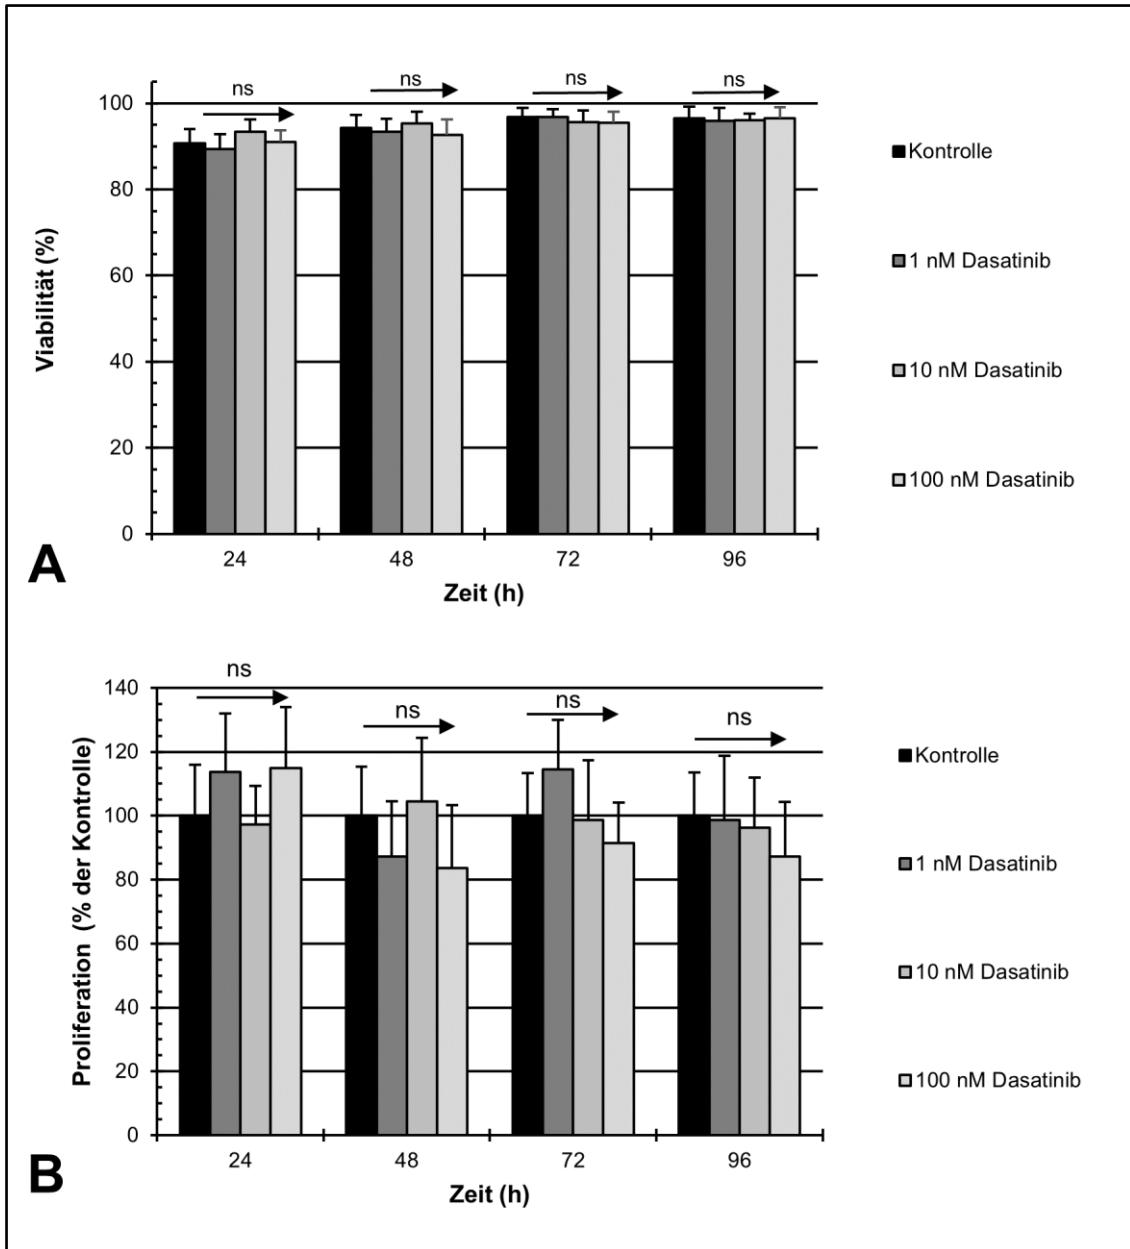 ns
ns
ns
ns
100
80
60
40
20
0
Viabilität (%)
24
48
72
96
Zeit (h)
Kontrolle
1 nM Dasatinib
10 nM Dasatinib
100 nM Dasatinib
A
ns
ns
ns
ns
140
120
100
80
60
40
20
0
Proliferation (% der Kontrolle)
24
48
72
96
Zeit (h)
Kontrolle
1 nM Dasatinib
10 nM Dasatinib
100 nM Dasatinib
B